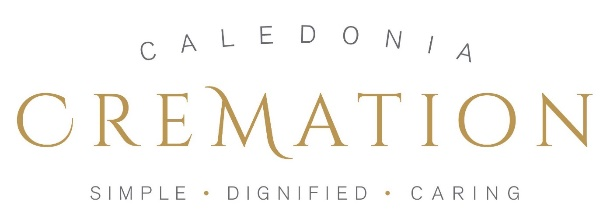 CALEDONIA
CREMATION
SIMPLE • DIGNIFIED • CARING